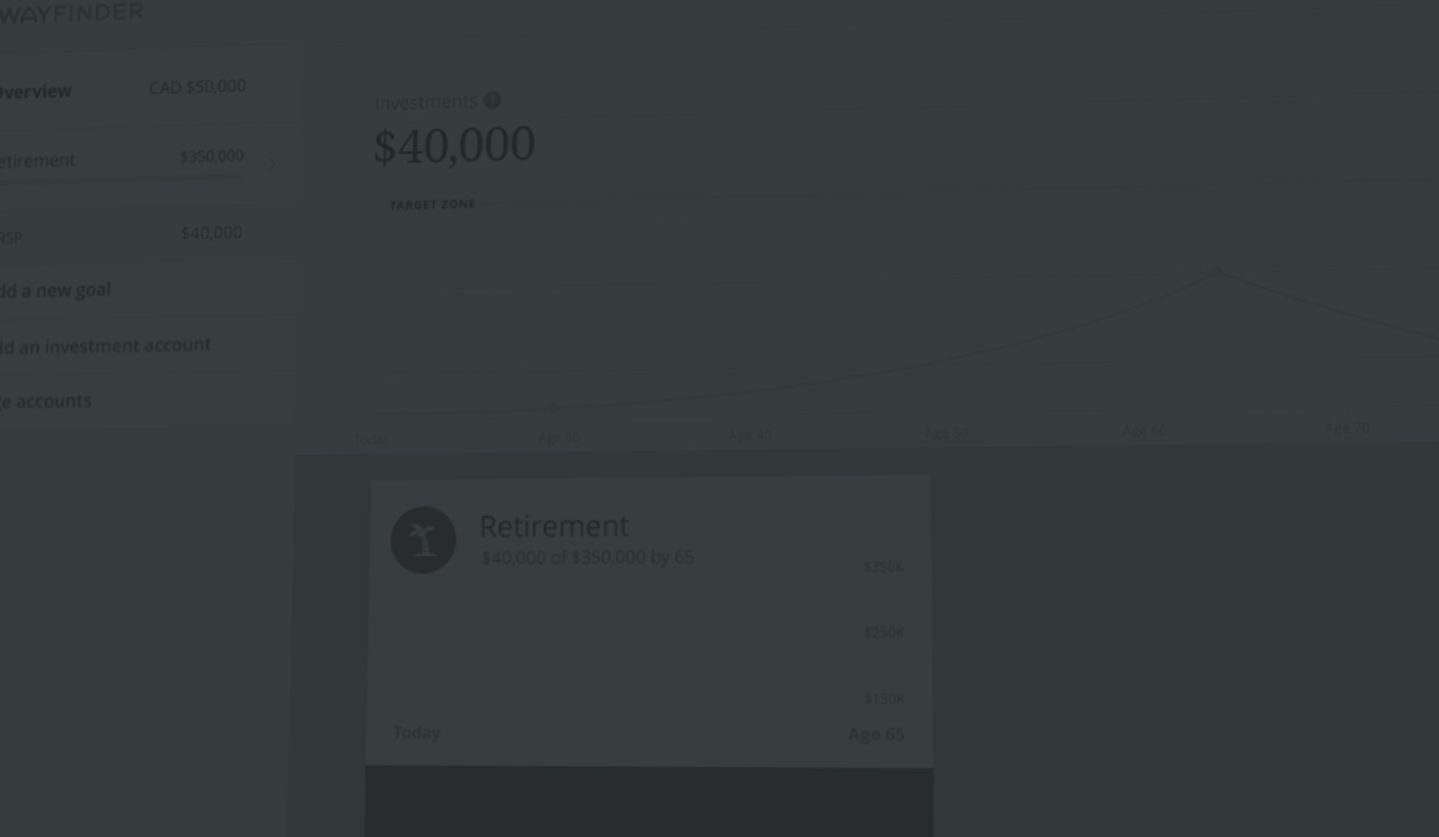 WAYFINDER
Overview
CAD $50,000
etirement
$350,000
RSP
$40,000
dd a new goal
dd an investment account
ge accounts
Investments ?
$40,000
TARGET ZONE
Today
Age 30
Age 40
Age 50
Age 60
Age 70
Retirement
$40,000 of $350,000 by 65
$350K
$250K
$150K
Today
Age 65